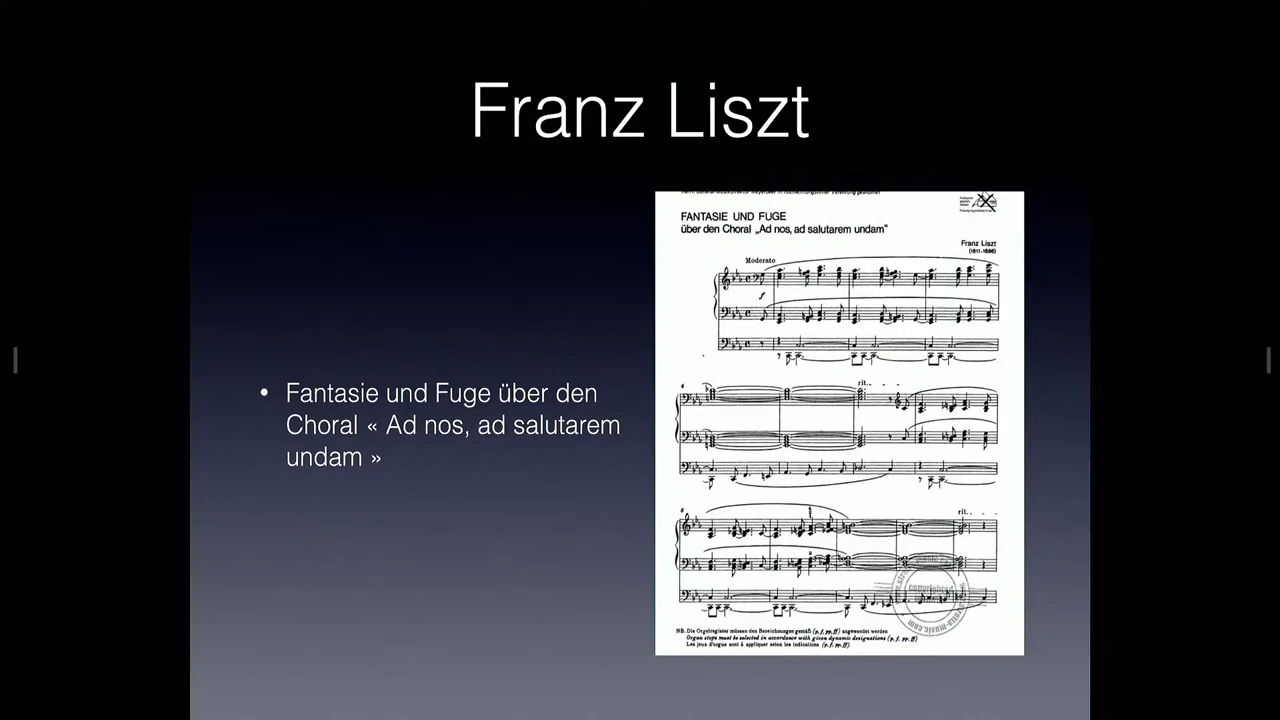 Franz Liszt
• Fantasie und Fuge über den
Choral « Ad nos, ad salutarem
undam »
FANTASIE UND FUGE
über den Choral „Ad nos, ad salutarem undam“
Franz Liszt
(1811-1886)
Moderato
f
4
rit. - - -
8
rit. - -
copyrighted
NB. Die Orgelregister müssen den Bezeichnungen gemäß (p, f, pp, ff) angewendet werden
Organ stops must be selected in accordance with given dynamic designations (p, f, pp, ff)
Les jeux d'orgue sont à appliquer selon les indications (p, f, pp, ff)